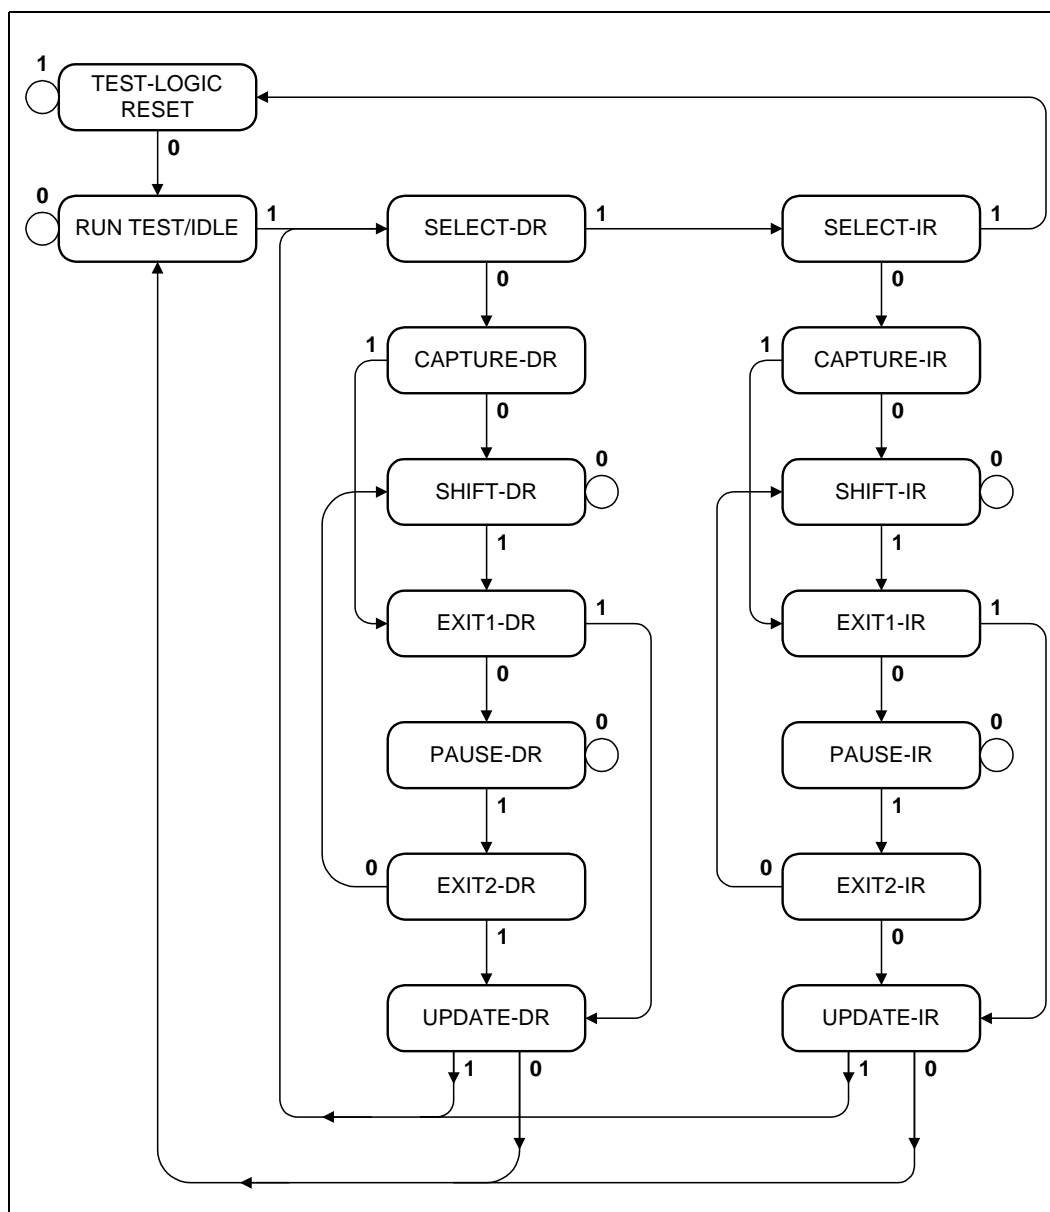 1
TEST-LOGIC
RESET
0
0
RUN TEST/IDLE
1
SELECT-DR
1
SELECT-IR
1
0
0
1
CAPTURE-DR
1
CAPTURE-IR
0
0
SHIFT-DR
0
SHIFT-IR
0
1
1
EXIT1-DR
1
EXIT1-IR
1
0
0
PAUSE-DR
0
PAUSE-IR
0
1
1
0
EXIT2-DR
0
EXIT2-IR
1
0
UPDATE-DR
UPDATE-IR
1
0
1
0